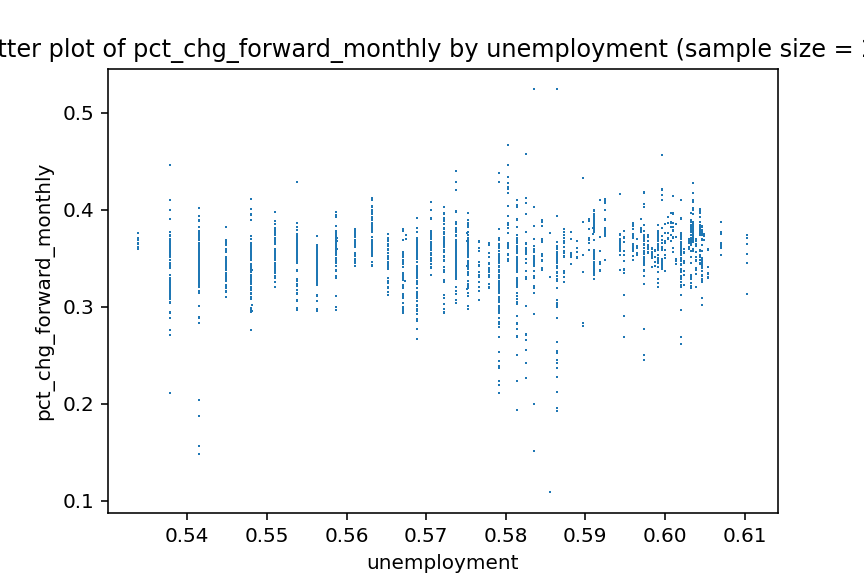 plot of pct_chg_forward_monthly by unemployment (sample size =
0.5
0.4
0.3
0.2
0.1
pct_chg_forward_monthly
0.54 0.55 0.56 0.57 0.58 0.59 0.60 0.61
unemployment